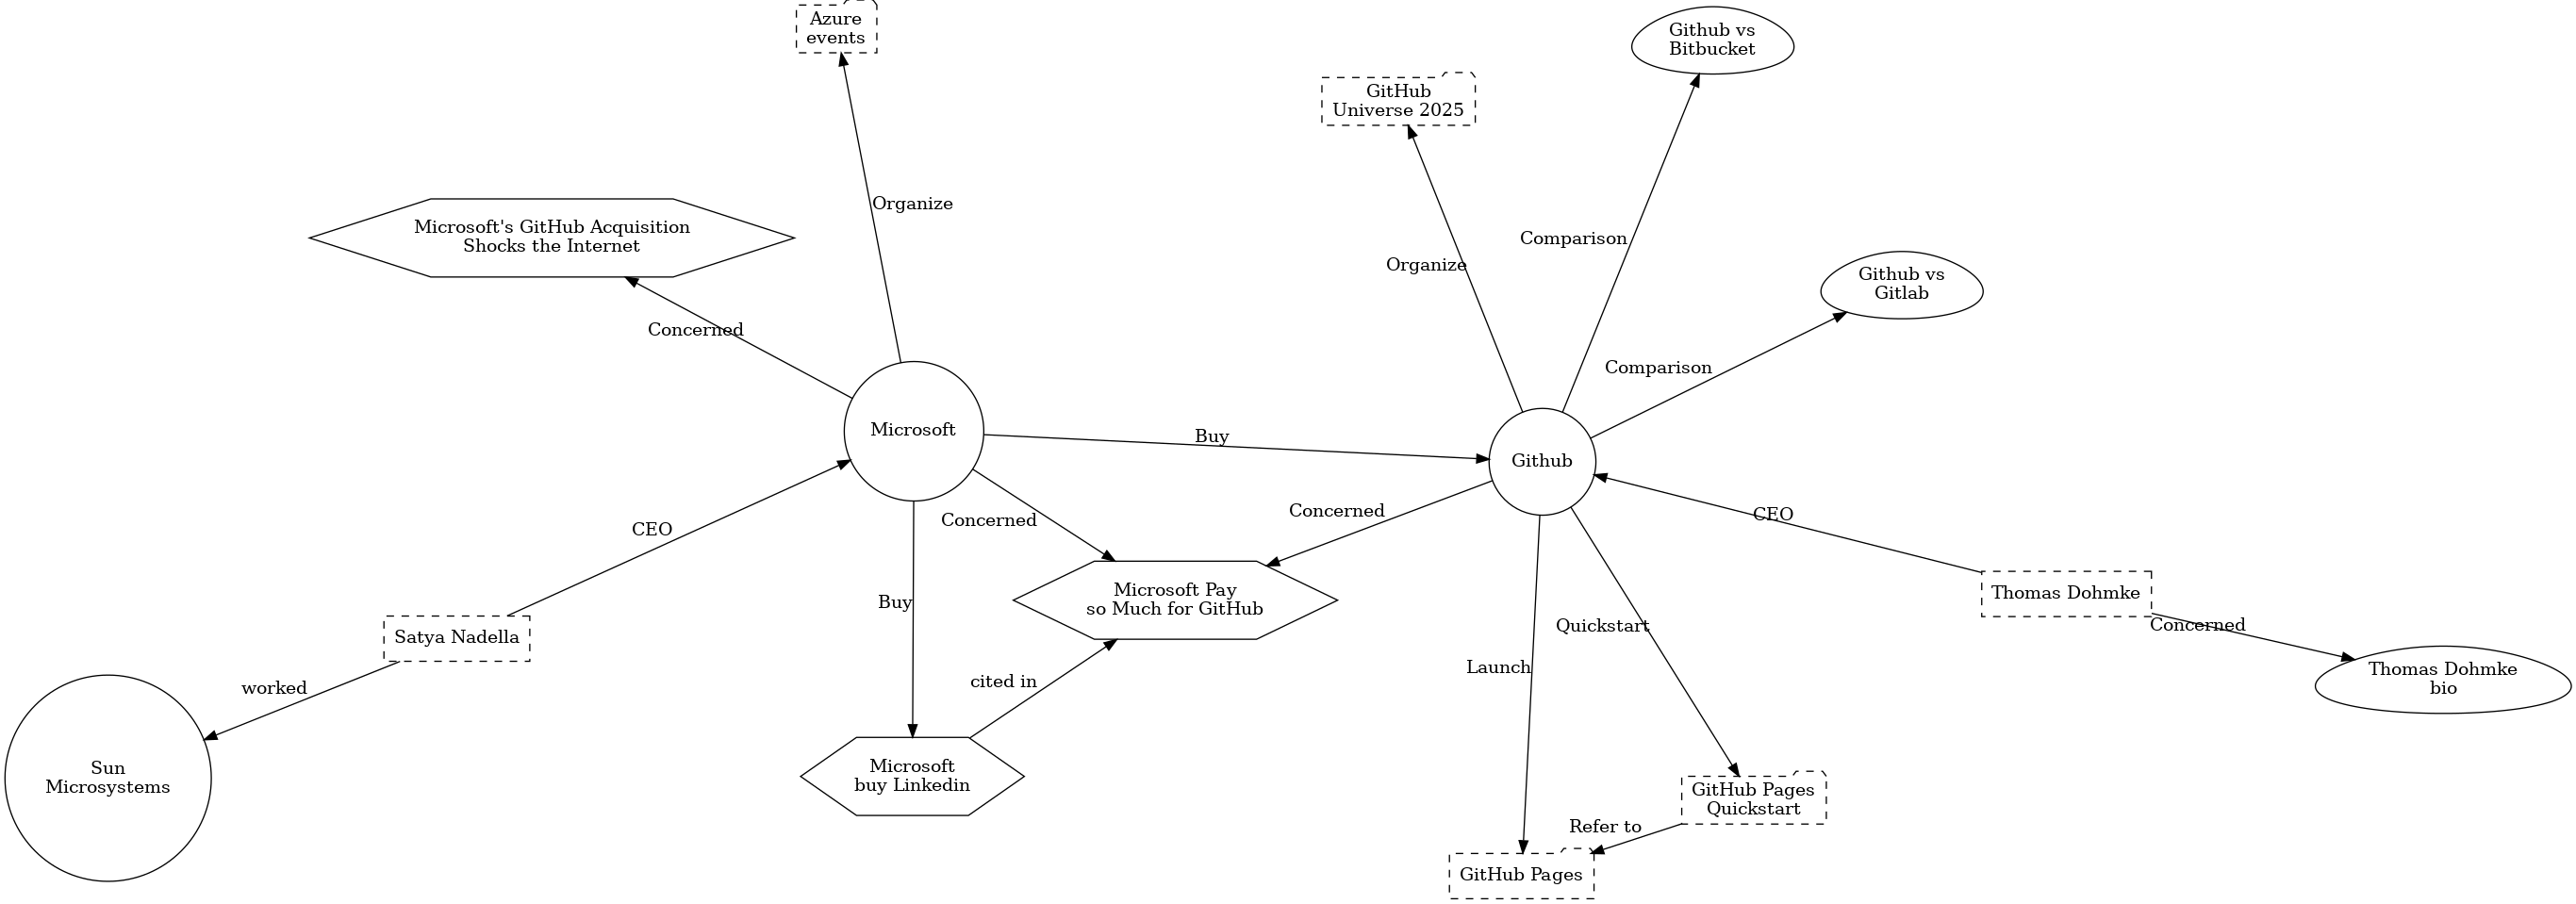 Azure
events
Github vs
Bitbucket
GitHub
Universe 2025
Organize
Microsoft's GitHub Acquisition
Shocks the Internet
Comparison
Organize
Github vs
Gitlab
Concerned
Comparison
Microsoft
Buy
Github
CEO
Concerned
Concerned
CEO
Microsoft Pay
so Much for GitHub
Buy
Thomas Dohmke
Quickstart
Concerned
Satya Nadella
Launch
worked
cited in
Thomas Dohmke
bio
Sun
Microsystems
Microsoft
buy Linkedin
GitHub Pages
Quickstart
Refer to
GitHub Pages